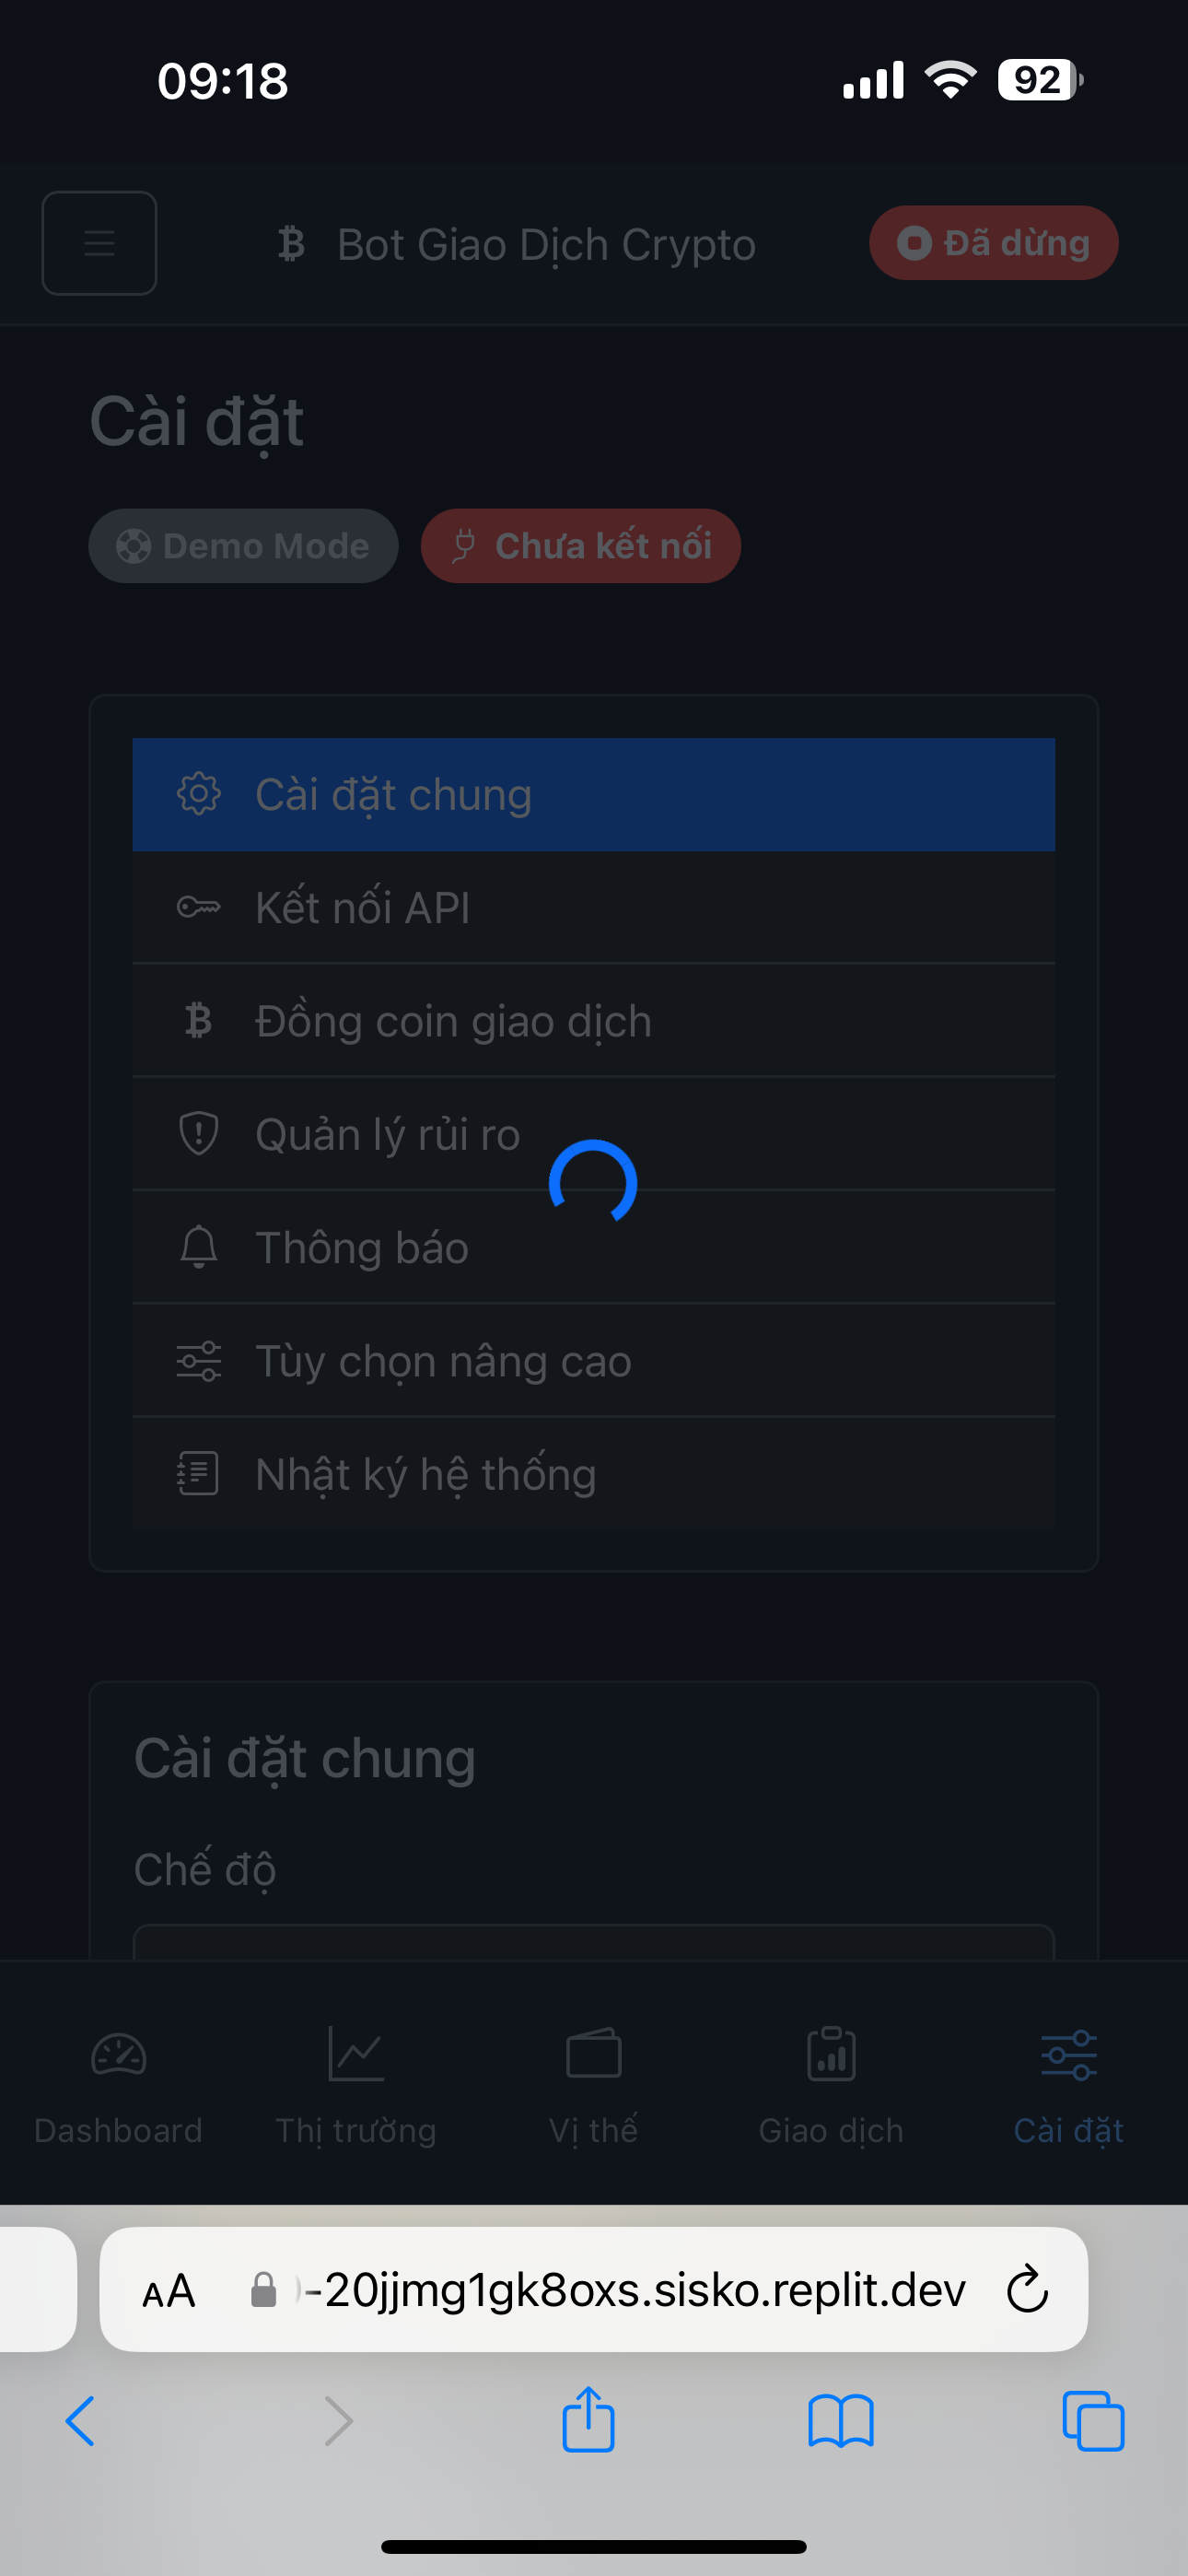 09:18
92
Bot Giao Dịch Crypto
Đã dừng
Cài đặt
Demo Mode
Chưa kết nối
Cài đặt chung
Kết nối API
Đồng coin giao dịch
Quản lý rủi ro
Thông báo
Tùy chọn nâng cao
Nhật ký hệ thống
Cài đặt chung
Chế độ
Dashboard
Thị trường
Vị thế
Giao dịch
Cài đặt
AA
-20jjmg1gk8oxs.sisko.replit.dev